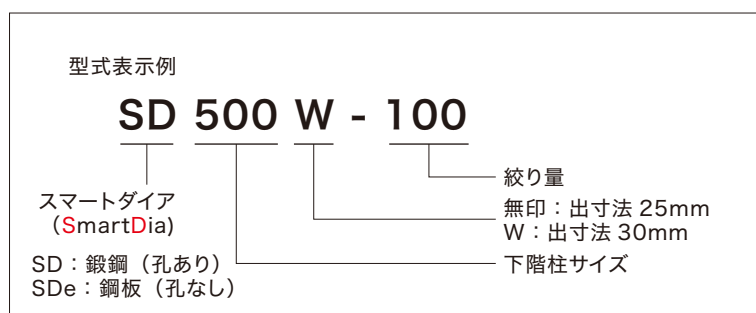 型式表示例
SD 500 W - 100
スマートダイア
（SmartDia)
SD：鍛鋼（孔あり）
SDe：鋼板（孔なし）
絞り量
無印：出寸法 25mm
W：出寸法 30mm
下階柱サイズ